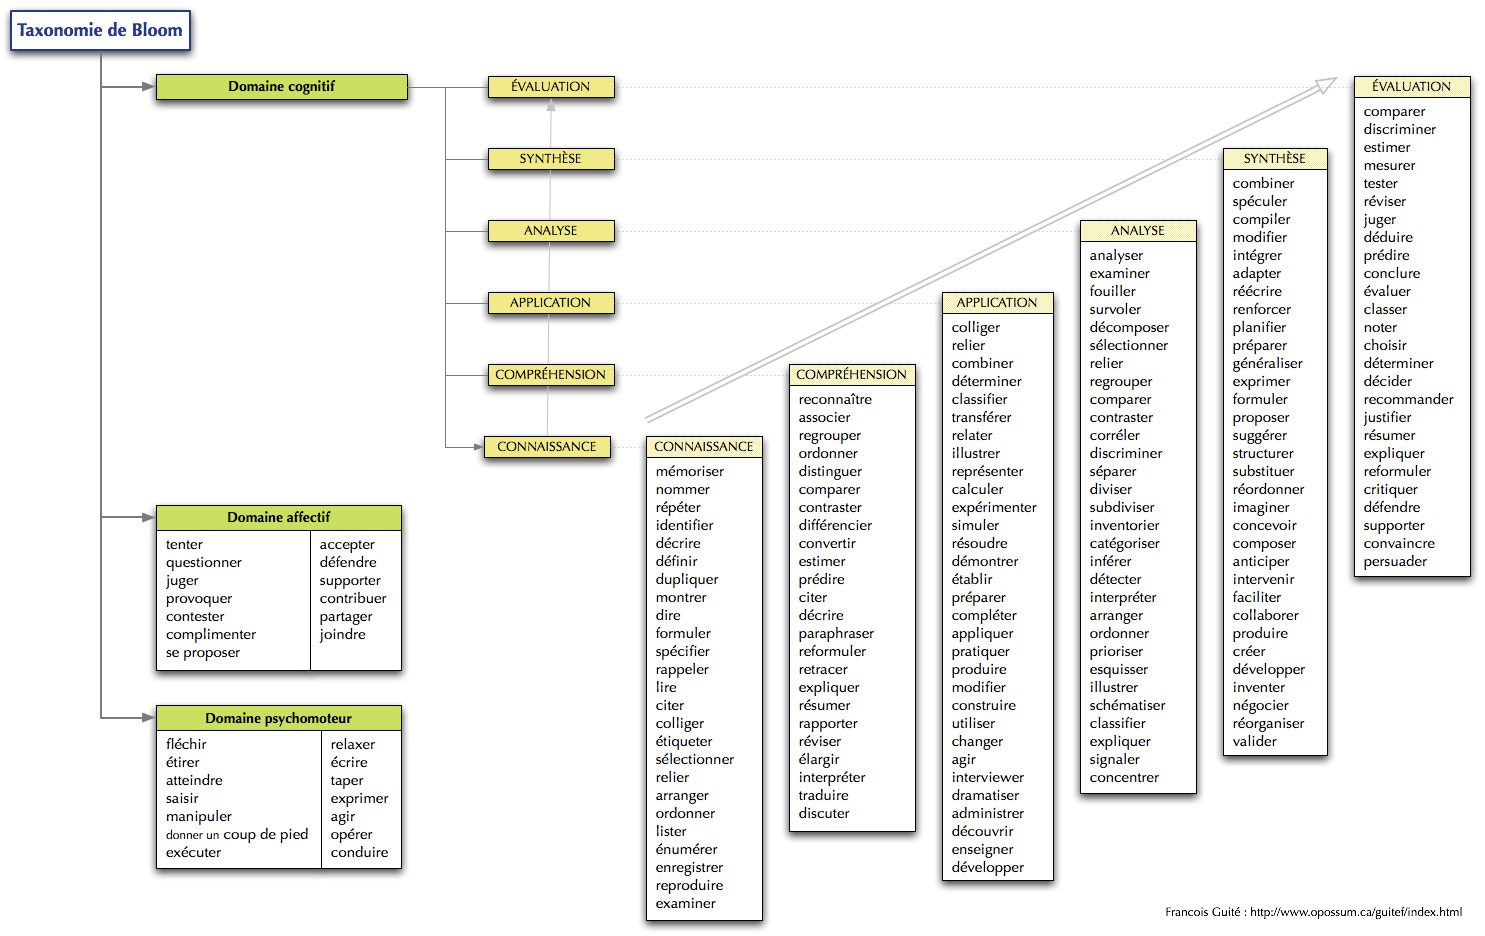 Taxonomie de Bloom
Domaine cognitif
ÉVALUATION
SYNTHÈSE
ANALYSE
APPLICATION
COMPRÉHENSION
CONNAISSANCE
Domaine affectif
tenter
questionner
juger
provoquer
contester
complimenter
se proposer
accepter
défendre
supporter
contribuer
partager
joindre
Domaine psychomoteur
fléchir
étirer
atteindre
saisir
manipuler
donner un coup de pied
exécuter
relaxer
écrire
taper
exprimer
agir
opérer
conduire
CONNAISSANCE
mémoriser
nommer
répéter
identifier
décrire
définir
dupliquer
montrer
dire
formuler
spécifier
rappeler
lire
citer
colliger
étiqueter
sélectionner
relier
arranger
ordonner
lister
énumérer
enregistrer
reproduire
examiner
COMPRÉHENSION
reconnaître
associer
regrouper
ordonner
distinguer
comparer
contraster
différencier
convertir
estimer
prédire
citer
décrire
paraphraser
reformuler
retracer
expliquer
résumer
rapporter
réviser
élargir
interpréter
traduire
discuter
APPLICATION
colliger
relier
combiner
déterminer
classifier
transférer
relater
illustrer
représenter
calculer
expérimenter
simuler
résoudre
démontrer
établir
préparer
compléter
appliquer
pratiquer
produire
modifier
construire
utiliser
changer
agir
interviewer
dramatiser
administrer
découvrir
enseigner
développer
ANALYSE
analyser
examiner
fouiller
survoler
décomposer
sélectionner
relier
regrouper
comparer
contraster
corréler
discriminer
séparer
diviser
subdiviser
inventorier
catégoriser
inférer
détecter
interpréter
arranger
ordonner
prioriser
esquisser
illustrer
schématiser
classifier
expliquer
signaler
concentrer
SYNTHÈSE
combiner
spéculer
compiler
modifier
intégrer
adapter
réécrire
renforcer
planifier
préparer
généraliser
exprimer
formuler
proposer
suggérer
structurer
substituer
réordonner
imaginer
concevoir
composer
anticiper
intervenir
faciliter
collaborer
produire
créer
développer
inventer
négocier
réorganiser
valider
ÉVALUATION
comparer
discriminer
estimer
mesurer
tester
réviser
juger
déduire
prédire
conclure
évaluer
classer
noter
choisir
déterminer
décider
recommander
justifier
résumer
expliquer
reformuler
critiquer
défendre
supporter
convaincre
persuader
Francois Guité : http://www.opossum.ca/guitef/index.html